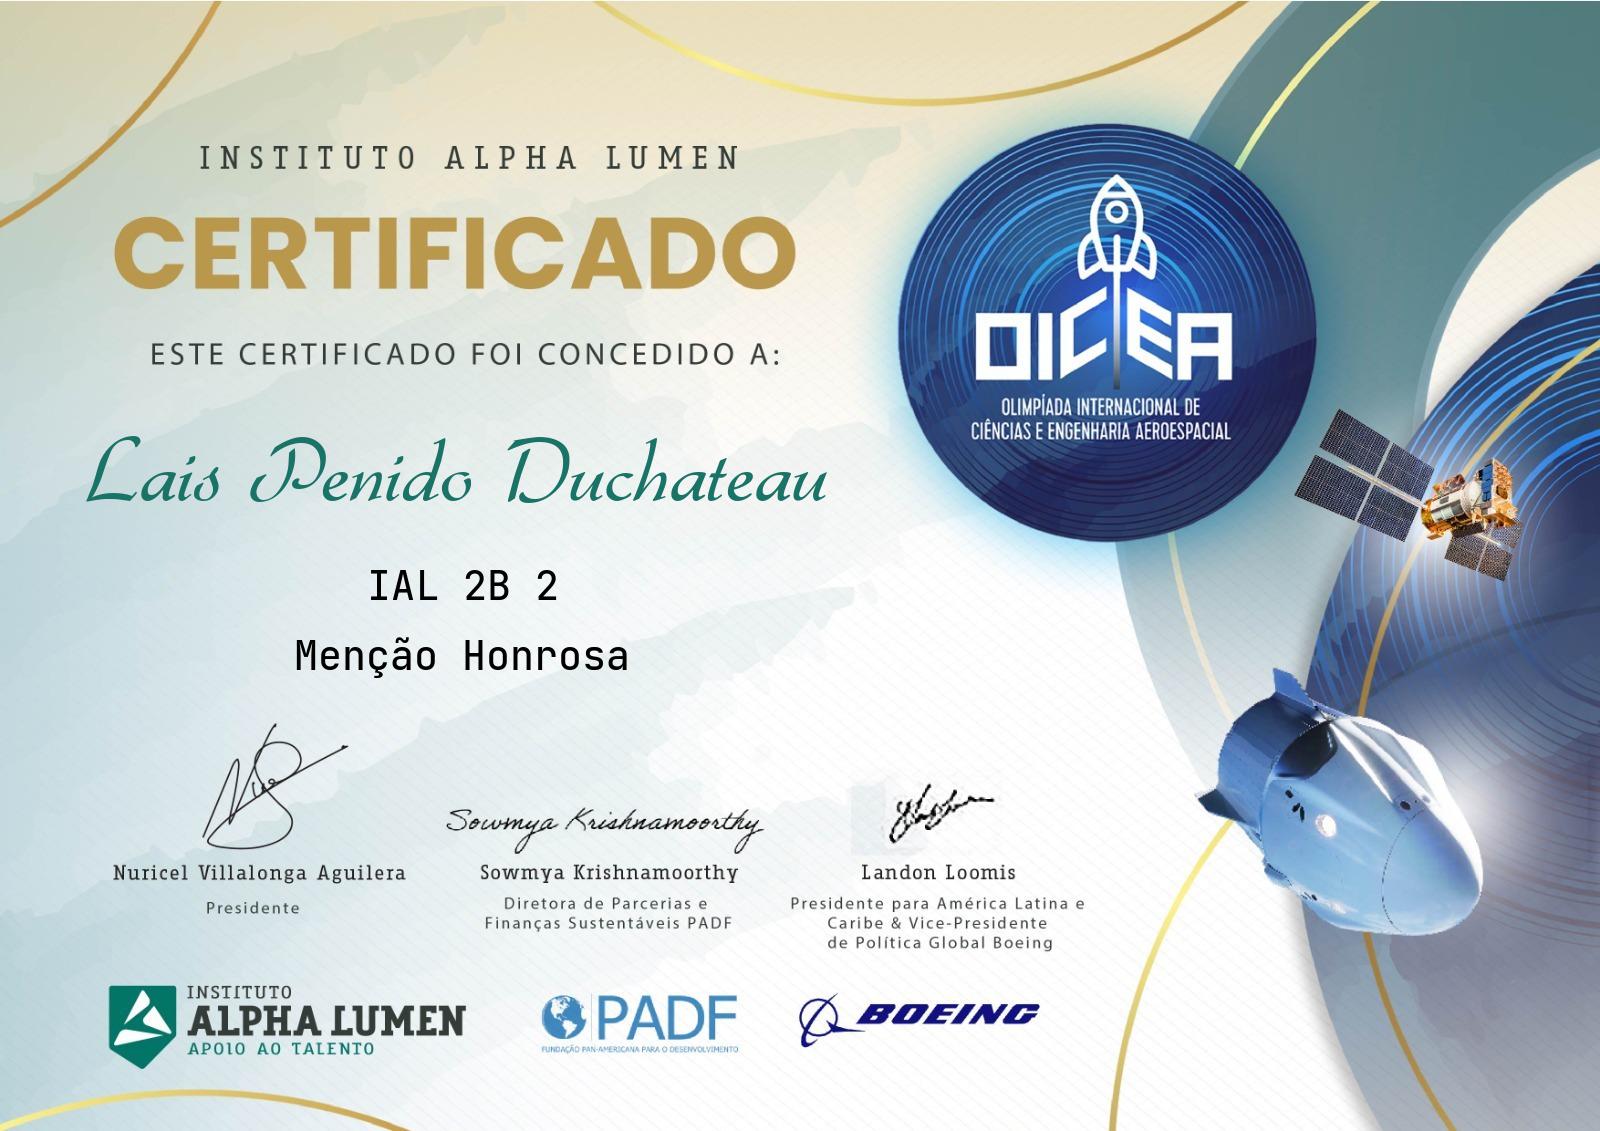 INSTITUTO ALPHA LUMEN
CERTIFICADO
ESTE CERTIFICADO FOI CONCEDIDO A:
Lais Penido Duchateau
IAL 2B 2
Menção Honrosa
OICEA
OLIMPÍADA INTERNACIONAL DE
CIÊNCIAS E ENGENHARIA AEROESPACIAL
Sowmya Krishnamoorthy
Nuricel Villalonga Aguilera
Presidente
Sowmya Krishnamoorthy
Diretora de Parcerias e
Finanças Sustentáveis PADF
Landon Loomis
Presidente para América Latina e
Caribe & Vice-Presidente
de Política Global Boeing
INSTITUTO
ALPHA LUMEN
APOIO AO TALENTO
PADF
FUNDAÇÃO PAN-AMERICANA PARA O DESENVOLVIMENTO
BOEING